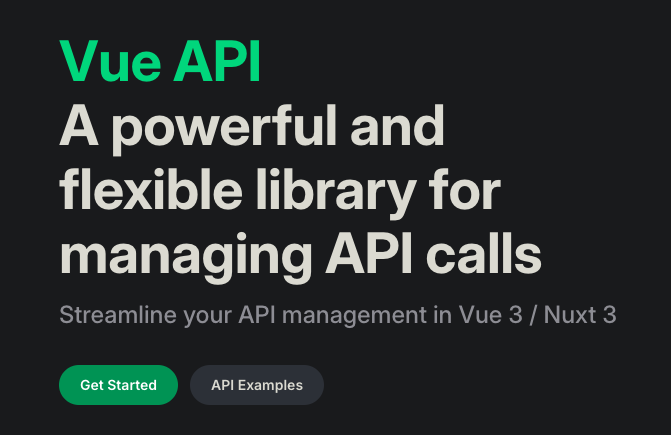 Vue API
A powerful and
flexible library for
managing API calls
Streamline your API management in Vue 3 / Nuxt 3
Get Started
API Examples